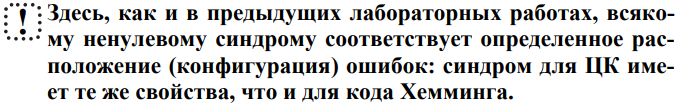 Здесь, как и в предыдущих лабораторных работах, всяко-
му ненулевому синдрому соответствует определенное рас-
положение (конфигурация) ошибок: синдром для ЦК име-
ет те же свойства, что и для кода Хемминга.